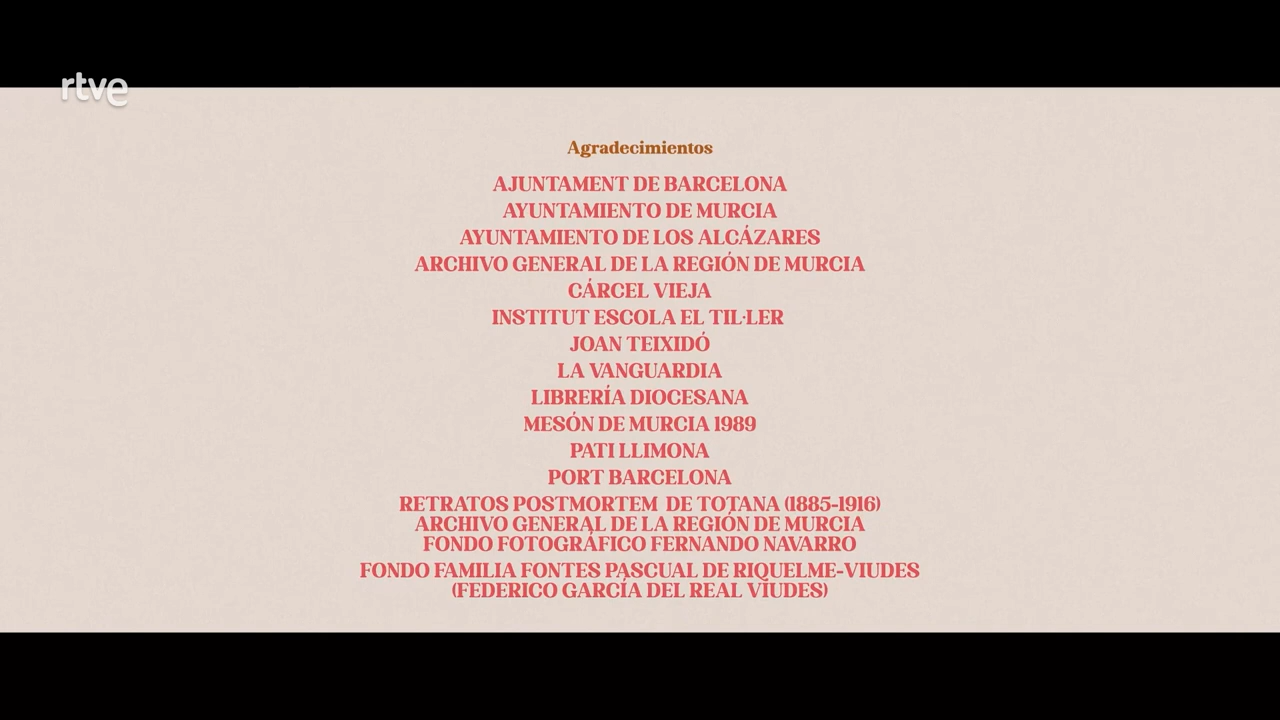 rtve
Agradecimientos
AJUNTAMENT DE BARCELONA
AYUNTAMIENTO DE MURCIA
AYUNTAMIENTO DE LOS ALCÁZARES
ARCHIVO GENERAL DE LA REGIÓN DE MURCIA
CÁRCEL VIEJA
INSTITUT ESCOLA EL TIL·LER
JOAN TEIXIDÓ
LA VANGUARDIA
LIBRERÍA DIOCESANA
MESÓN DE MURCIA 1989
PATI LLIMONA
PORT BARCELONA
RETRATOS POSTMORTEM DE TOTANA (1885-1916)
ARCHIVO GENERAL DE LA REGIÓN DE MURCIA
FONDO FOTOGRÁFICO FERNANDO NAVARRO
FONDO FAMILIA FONTES PASCUAL DE RIQUELME-VIUDES
(FEDERICO GARCÍA DEL REAL VIUDES)